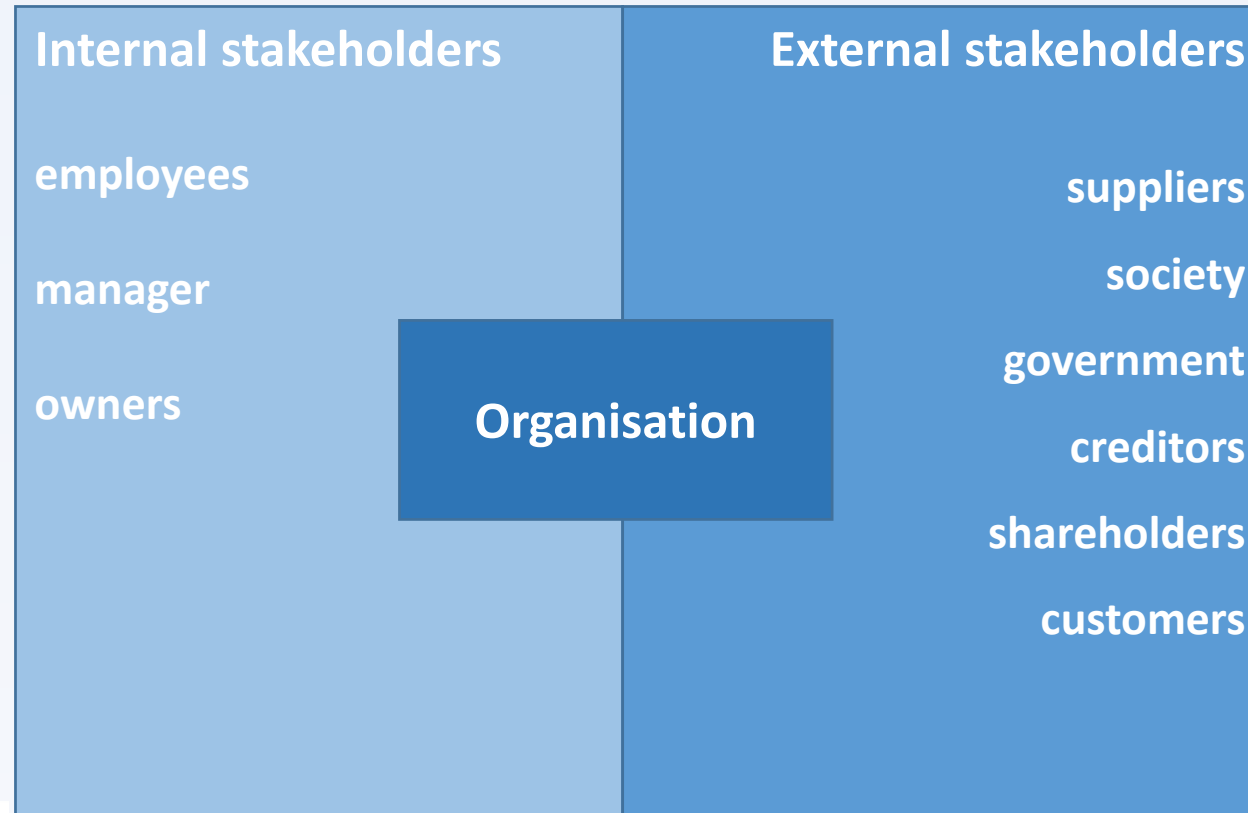 Internal stakeholders
employees
manager
owners
Organisation
External stakeholders
suppliers
society
government
creditors
shareholders
customers